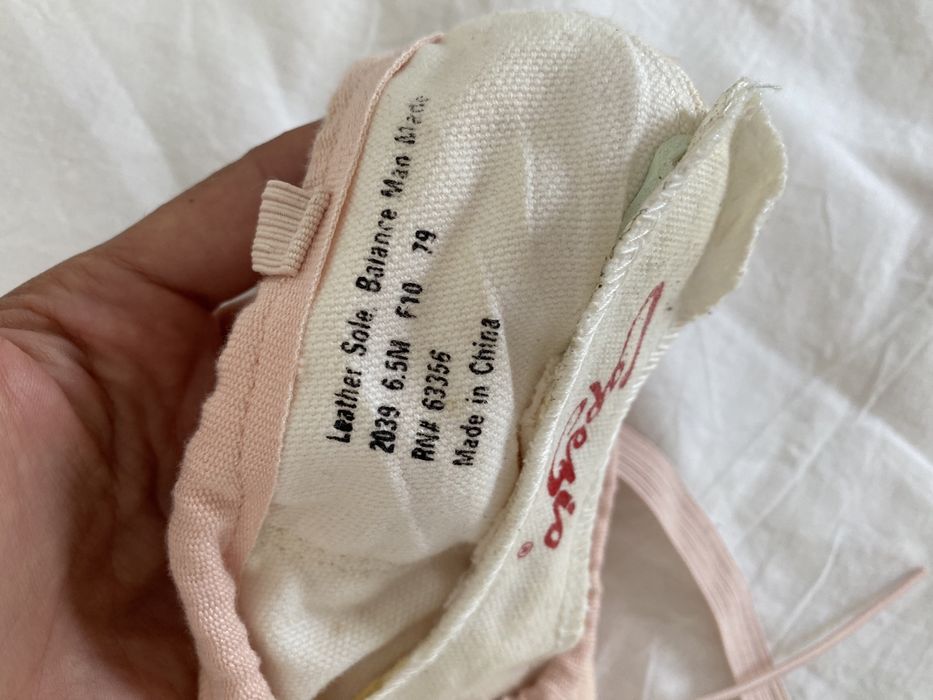 Leather Sole Balance Man Made
2039 6.5M F10 79
RN# 63356
Made in China
Capezio®